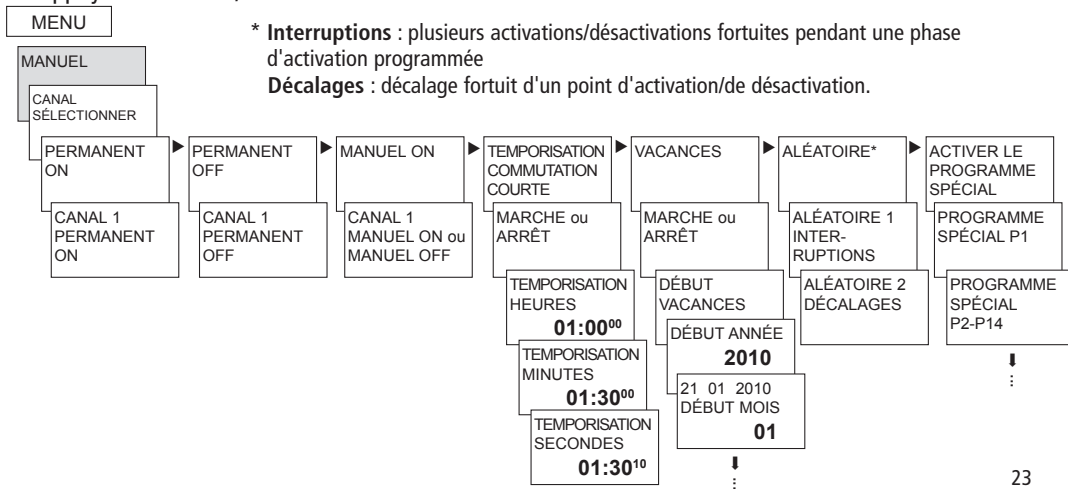 MENU
* Interruptions : plusieurs activations/désactivations fortuites pendant une phase
d'activation programmée
Décalages : décalage fortuit d'un point d'activation/de désactivation.
MANUEL
CANAL
SÉLECTIONNER
PERMANENT
ON
CANAL 1
PERMANENT
ON
PERMANENT
OFF
CANAL 1
PERMANENT
OFF
MANUEL ON
CANAL 1
MANUEL ON ou
MANUEL OFF
TEMPORISATION
COMMUTATION
COURTE
MARCHE ou
ARRÊT
TEMPORISATION
HEURES
01:00⁰⁰
TEMPORISATION
MINUTES
01:30⁰⁰
TEMPORISATION
SECONDES
01:30¹⁰
VACANCES
MARCHE ou
ARRÊT
DÉBUT
VACANCES
DÉBUT ANNÉE
2010
21 01 2010
DÉBUT MOIS
01
ALÉATOIRE*
ALÉATOIRE 1
INTER-
RUPTIONS
ALÉATOIRE 2
DÉCALAGES
ACTIVER LE
PROGRAMME
SPÉCIAL
PROGRAMME
SPÉCIAL P1
PROGRAMME
SPÉCIAL
P2-P14
23